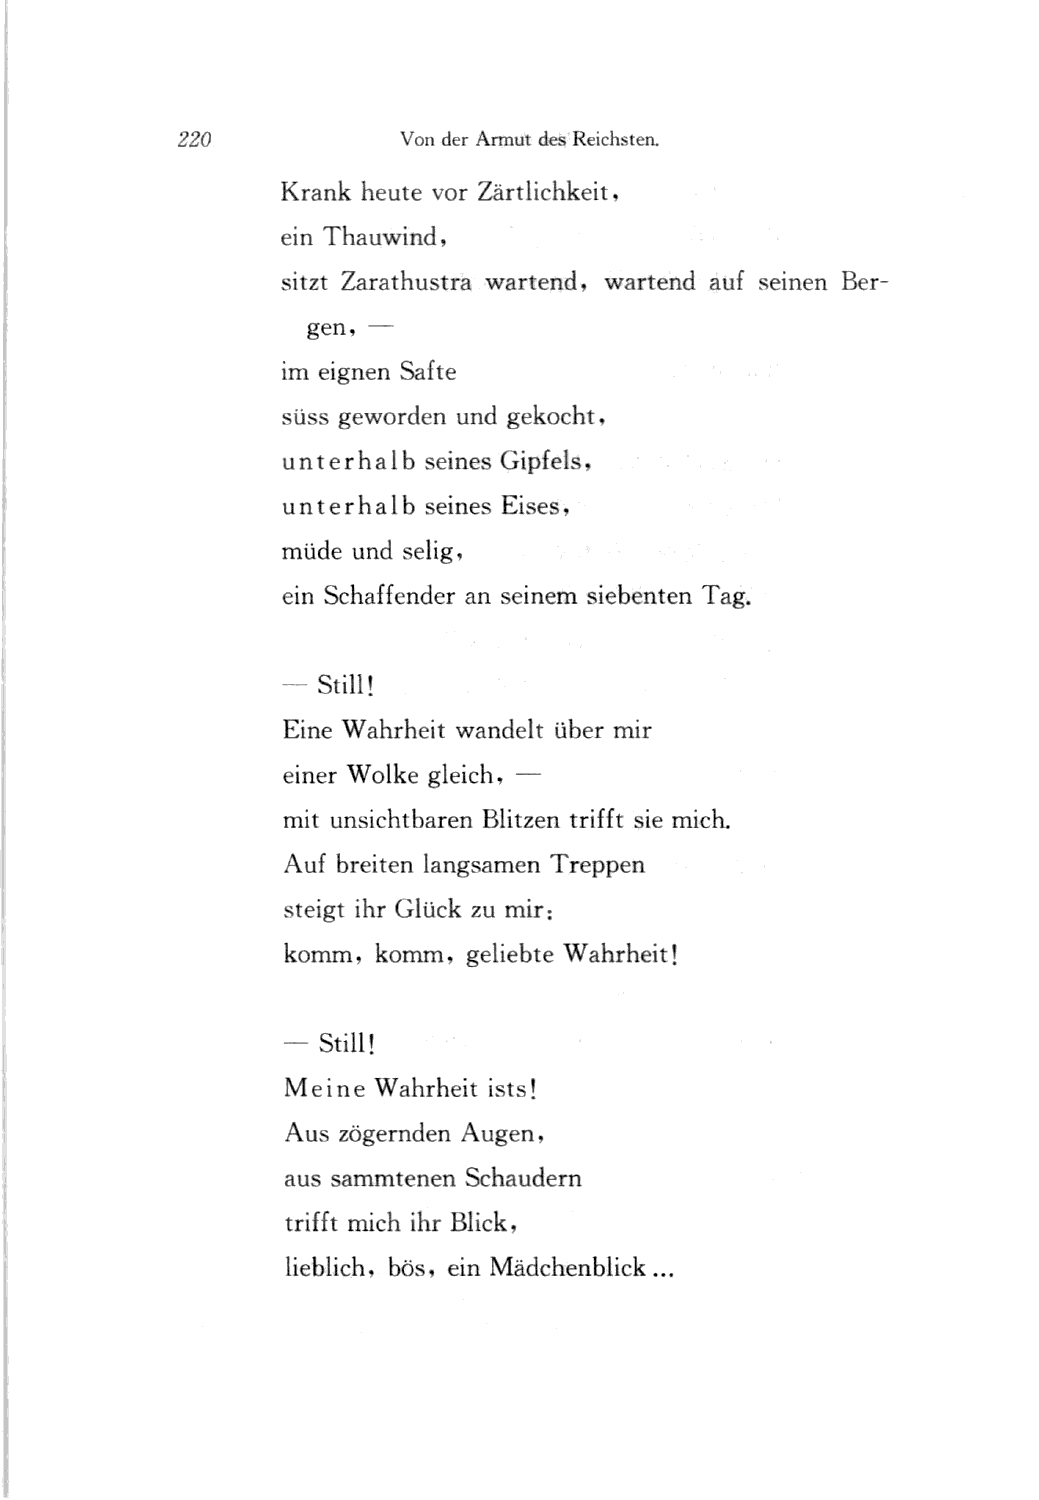 220 Von der Armut des Reichsten.
Krank heute vor Zärtlichkeit,
ein Thauwind,
sitzt Zarathustra wartend, wartend auf seinen Ber-
gen, —
im eignen Safte
süss geworden und gekocht,
unterhalb seines Gipfels,
unterhalb seines Eises,
müde und selig,
ein Schaffender an seinem siebenten Tag.
— Still!
Eine Wahrheit wandelt über mir
einer Wolke gleich, —
mit unsichtbaren Blitzen trifft sie mich.
Auf breiten langsamen Treppen
steigt ihr Glück zu mir:
komm, komm, geliebte Wahrheit!
— Still!
Meine Wahrheit ists!
Aus zögernden Augen,
aus sammtenen Schaudern
trifft mich ihr Blick,
lieblich, bös, ein Mädchenblick ...